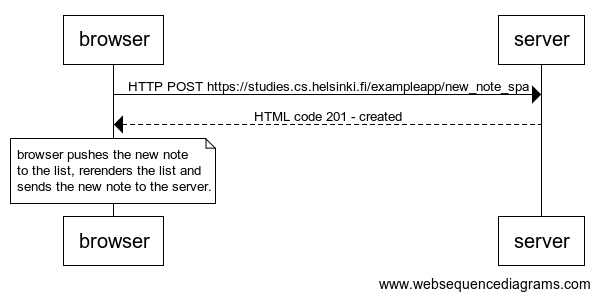 browser
server
HTTP POST https://studies.cs.helsinki.fi/exampleapp/new_note_spa
HTML code 201 - created
browser pushes the new note
to the list, rerenders the list and
sends the new note to the server.
browser
server
www.websequencediagrams.com